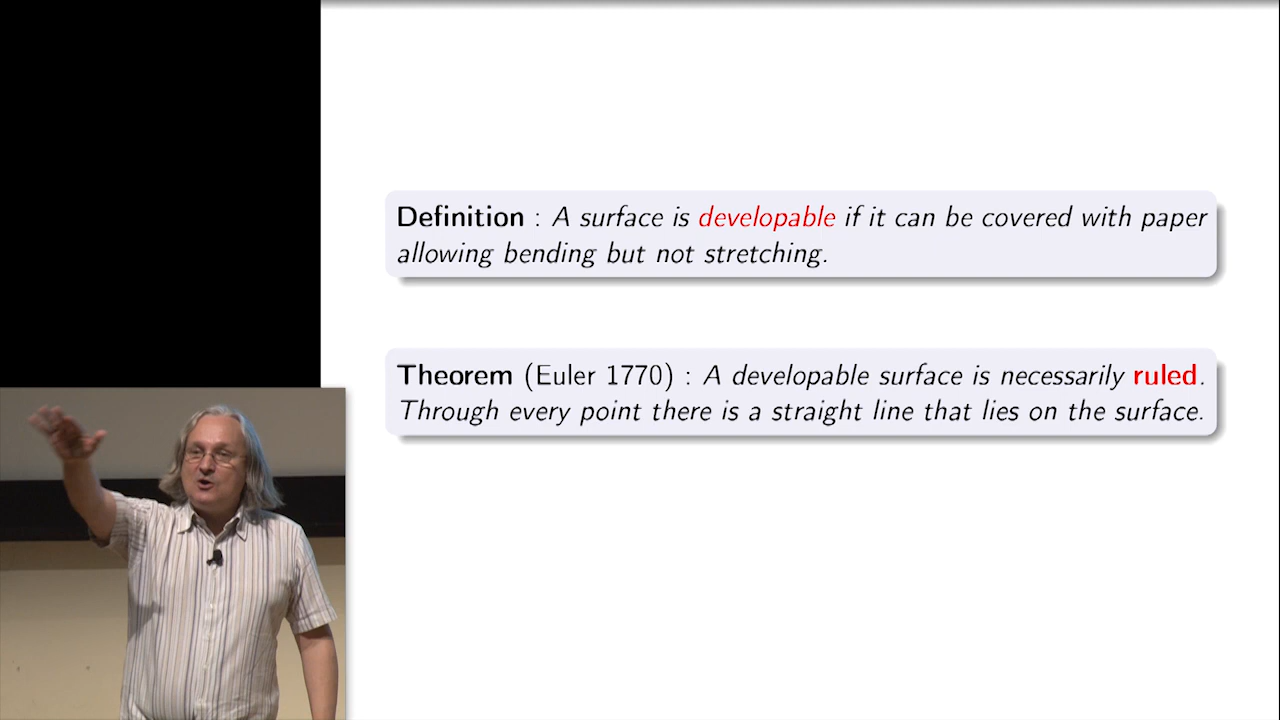 Definition : A surface is developable if it can be covered with paper
allowing bending but not stretching.
Theorem (Euler 1770) : A developable surface is necessarily ruled.
Through every point there is a straight line that lies on the surface.